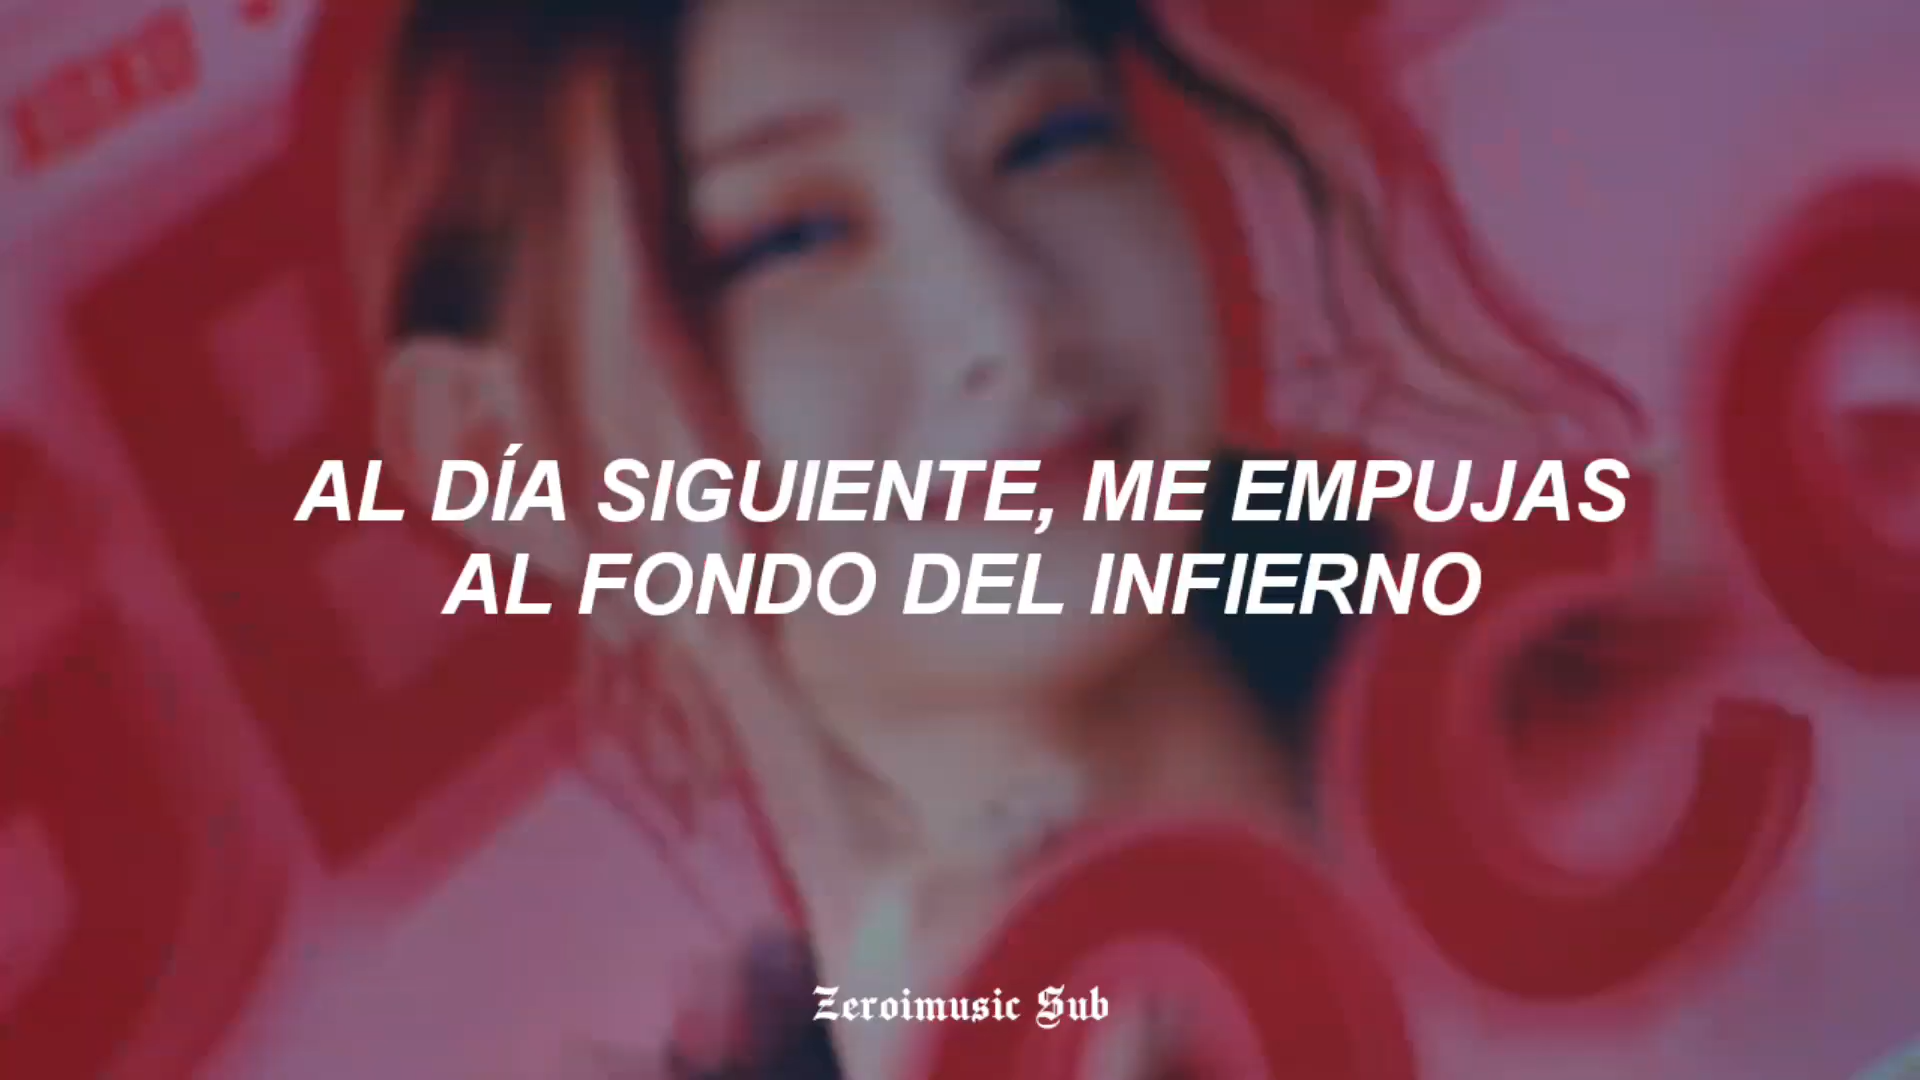 AL DÍA SIGUIENTE, ME EMPUJAS
AL FONDO DEL INFIERNO
Zeroimusic Sub